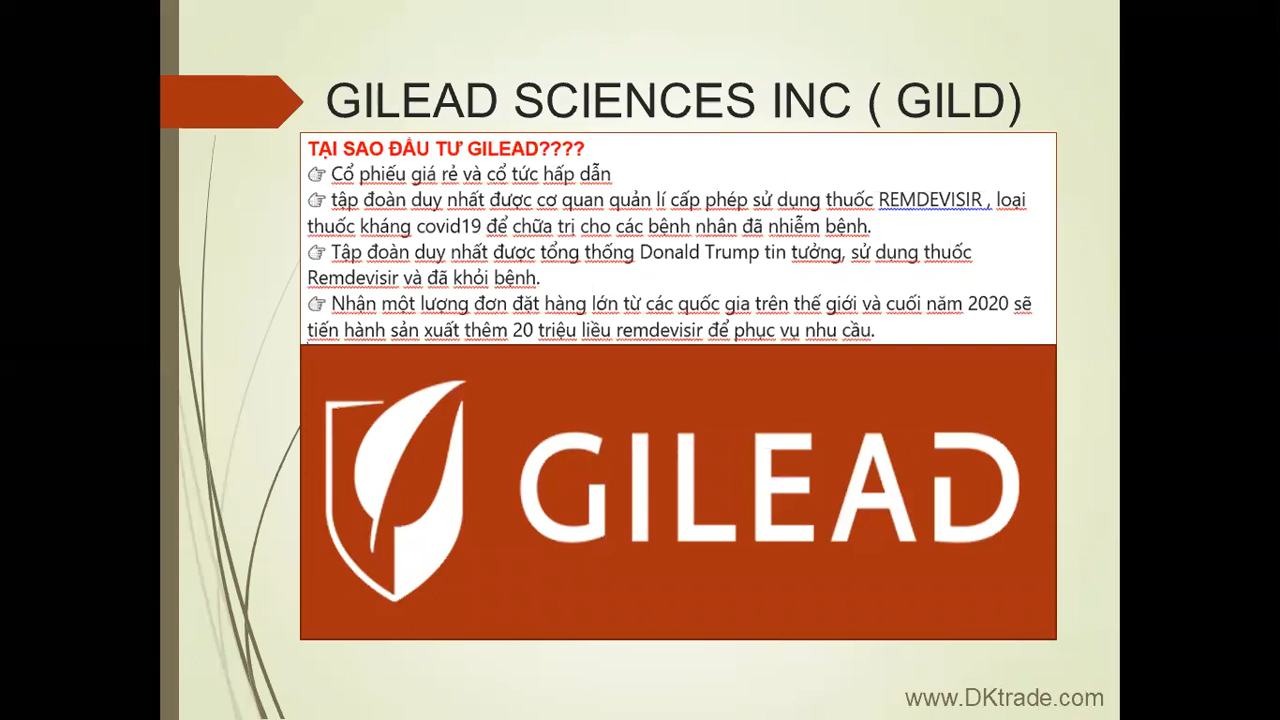 GILEAD SCIENCES INC ( GILD)
TẠI SAO ĐẦU TƯ GILEAD????
👉 Cổ phiếu giá rẻ và cổ tức hấp dẫn
👉 tập đoàn duy nhất được cơ quan quản lí cấp phép sử dụng thuốc REMDEVISIR , loại
thuốc kháng covid19 để chữa trị cho các bệnh nhân đã nhiễm bệnh.
👉 Tập đoàn duy nhất được tổng thống Donald Trump tin tưởng, sử dụng thuốc
Remdevisir và đã khỏi bệnh.
👉 Nhận một lượng đơn đặt hàng lớn từ các quốc gia trên thế giới và cuối năm 2020 sẽ
tiến hành sản xuất thêm 20 triệu liều remdevisir để phục vụ nhu cầu.
GILEAD
www.DKtrade.com